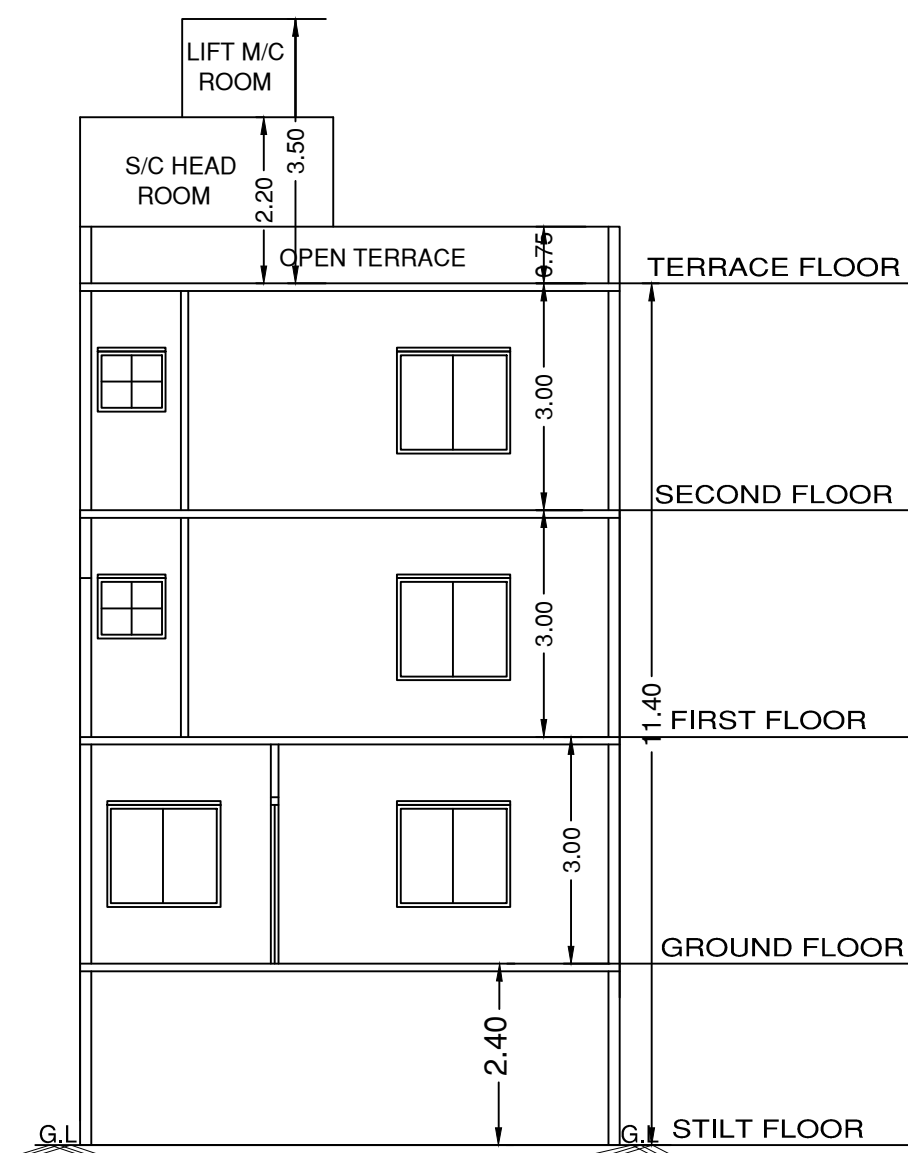 LIFT M/C
ROOM
S/C HEAD
ROOM
2.20
3.50
OPEN TERRACE
0.75
TERRACE FLOOR
3.00
SECOND FLOOR
3.00
11.40
FIRST FLOOR
3.00
GROUND FLOOR
2.40
G.L
G.L
STILT FLOOR